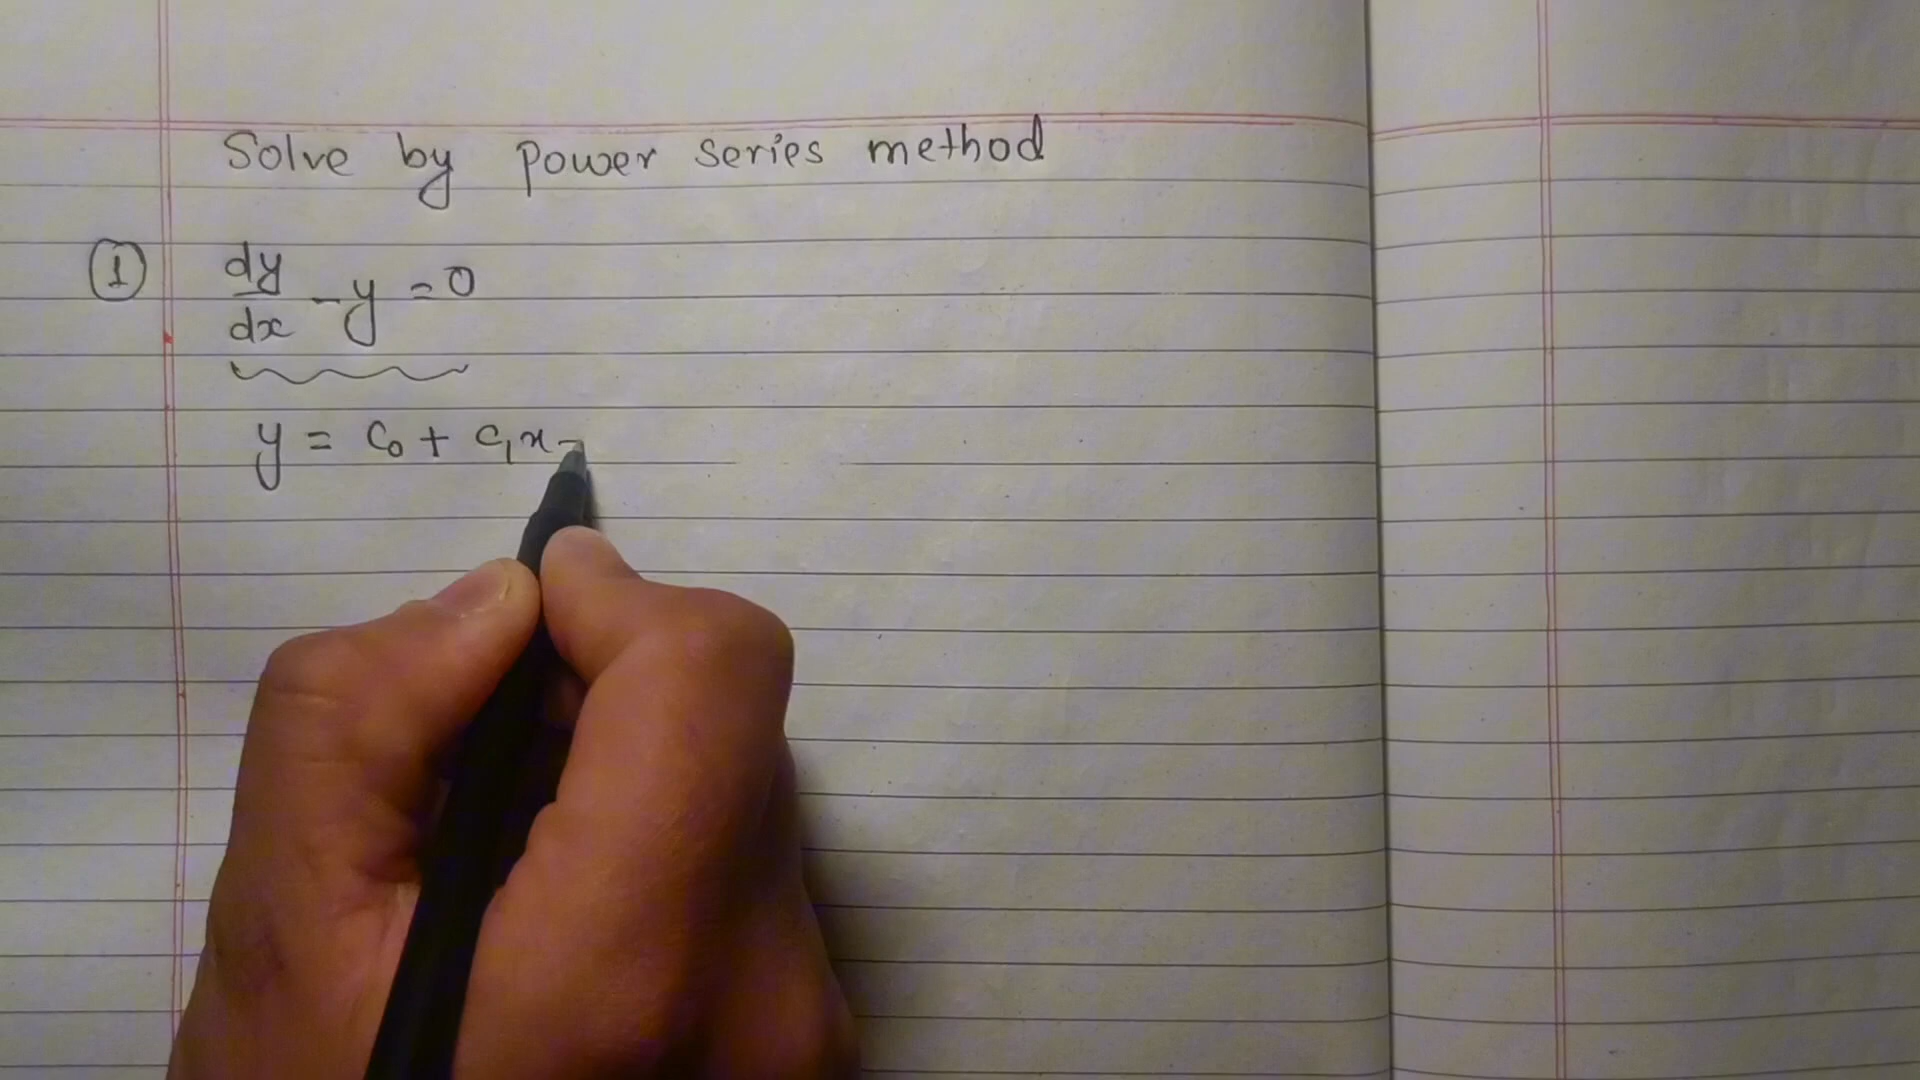 Solve by power series method
① dy/dx - y = 0
y = c₀ + c₁x -